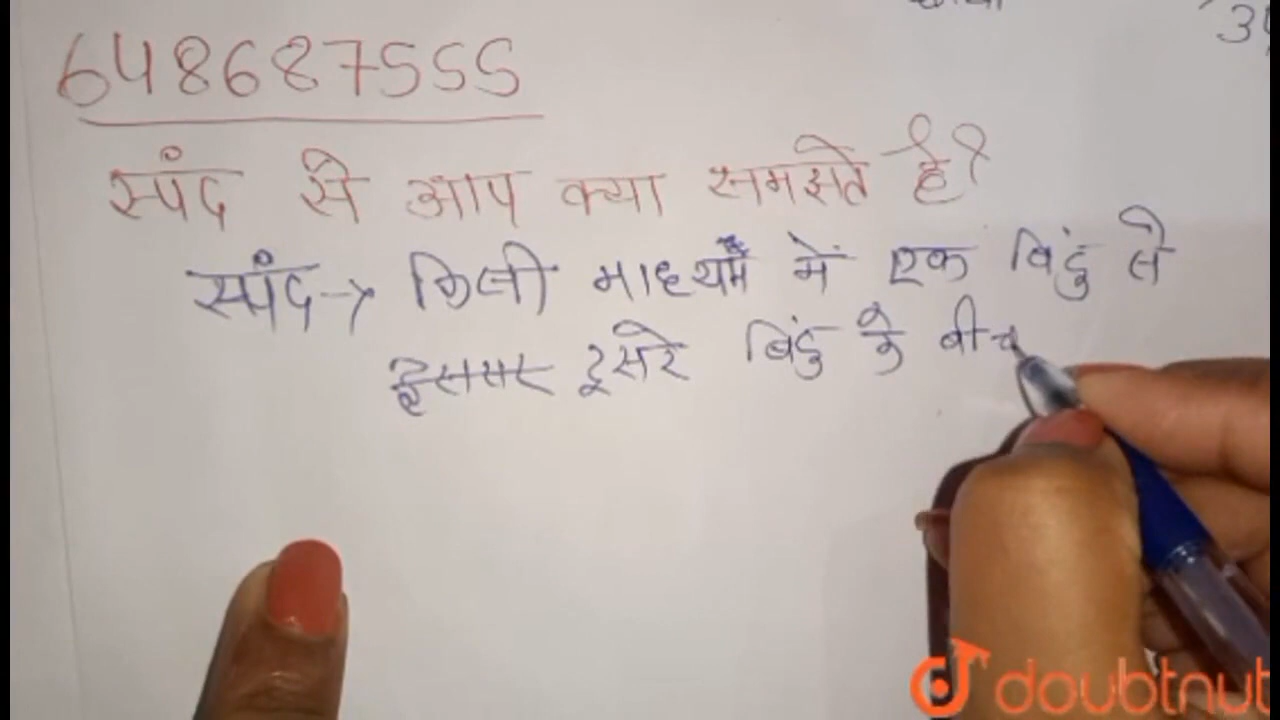 648687555
स्पंद से आप क्या समझते है?
स्पंद→ किसी माध्यम में एक बिंदु से
दूसरे बिंदु के बीच
doubtnut